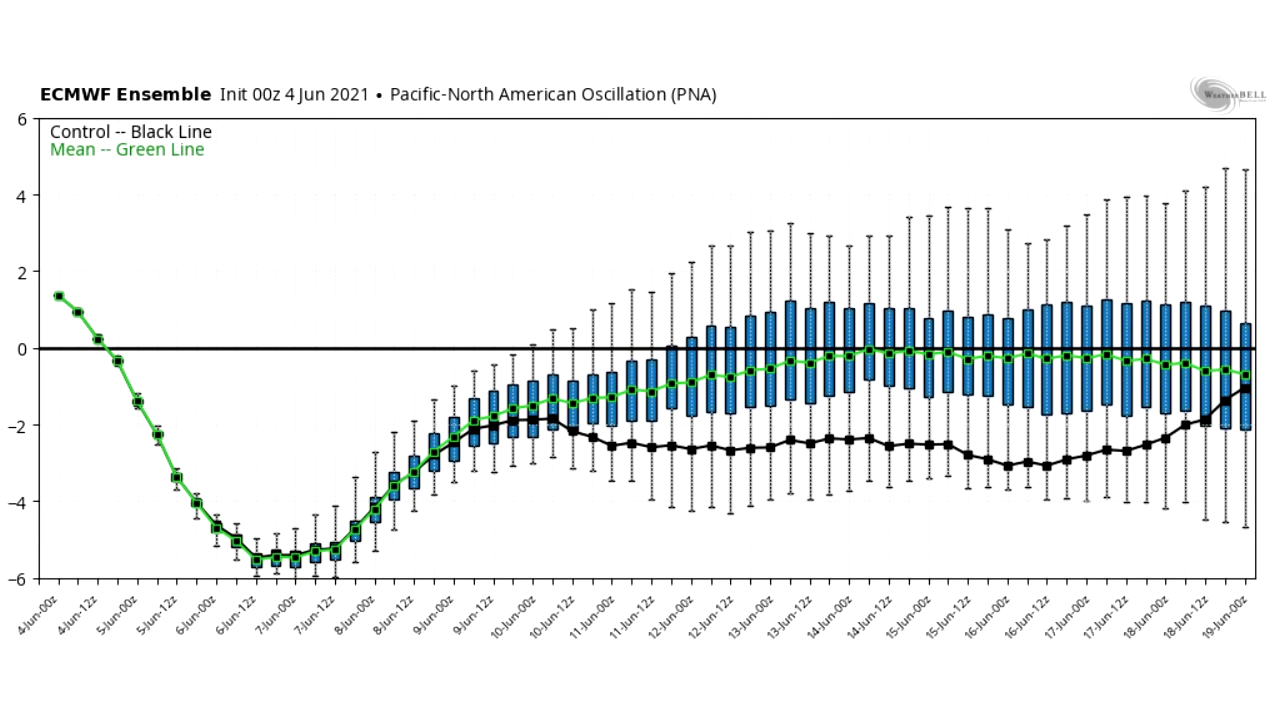 ECMWF Ensemble Init 00z 4 Jun 2021 • Pacific-North American Oscillation (PNA)
WeatherBELL
6
Control -- Black Line
Mean -- Green Line
4
2
0
−2
−4
−6
4-Jun-00z
4-Jun-12z
5-Jun-00z
5-Jun-12z
6-Jun-00z
6-Jun-12z
7-Jun-00z
7-Jun-12z
8-Jun-00z
8-Jun-12z
9-Jun-00z
9-Jun-12z
10-Jun-00z
10-Jun-12z
11-Jun-00z
11-Jun-12z
12-Jun-00z
12-Jun-12z
13-Jun-00z
13-Jun-12z
14-Jun-00z
14-Jun-12z
15-Jun-00z
15-Jun-12z
16-Jun-00z
16-Jun-12z
17-Jun-00z
17-Jun-12z
18-Jun-00z
18-Jun-12z
19-Jun-00z